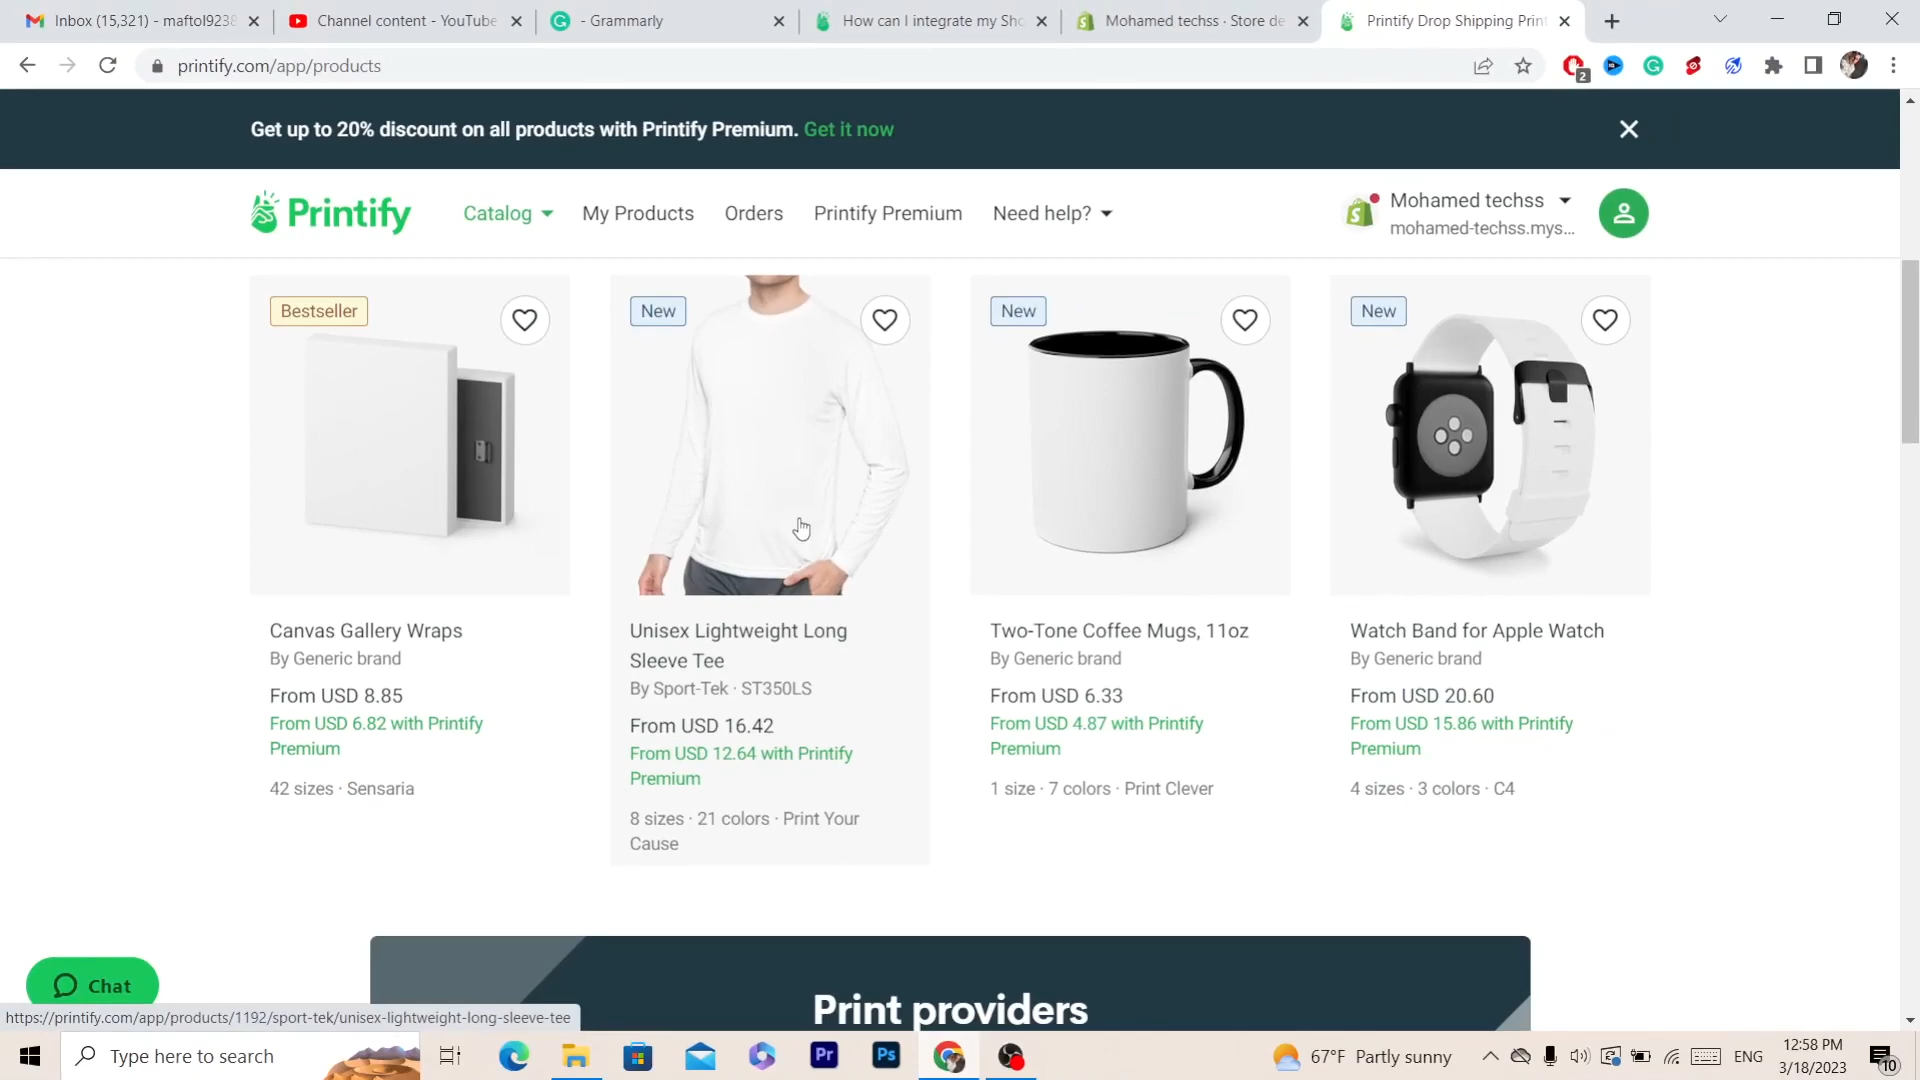 Inbox (15,321) - maftol9238
Channel content - YouTube
- Grammarly
How can I integrate my Sho
Mohamed techss · Store de
Printify Drop Shipping Print
printify.com/app/products
2
Get up to 20% discount on all products with Printify Premium. Get it now
Printify
Catalog
My Products
Orders
Printify Premium
Need help?
Mohamed techss
mohamed-techss.mys...
Bestseller
Canvas Gallery Wraps
By Generic brand
From USD 8.85
From USD 6.82 with Printify
Premium
42 sizes · Sensaria
New
Unisex Lightweight Long
Sleeve Tee
By Sport-Tek · ST350LS
From USD 16.42
From USD 12.64 with Printify
Premium
8 sizes · 21 colors · Print Your
Cause
New
Two-Tone Coffee Mugs, 11oz
By Generic brand
From USD 6.33
From USD 4.87 with Printify
Premium
1 size · 7 colors · Print Clever
New
Watch Band for Apple Watch
By Generic brand
From USD 20.60
From USD 15.86 with Printify
Premium
4 sizes · 3 colors · C4
Print providers
Chat
https://printify.com/app/products/1192/sport-tek/unisex-lightweight-long-sleeve-tee
Type here to search
Pr
Ps
67°F Partly sunny
ENG
12:58 PM
3/18/2023
10